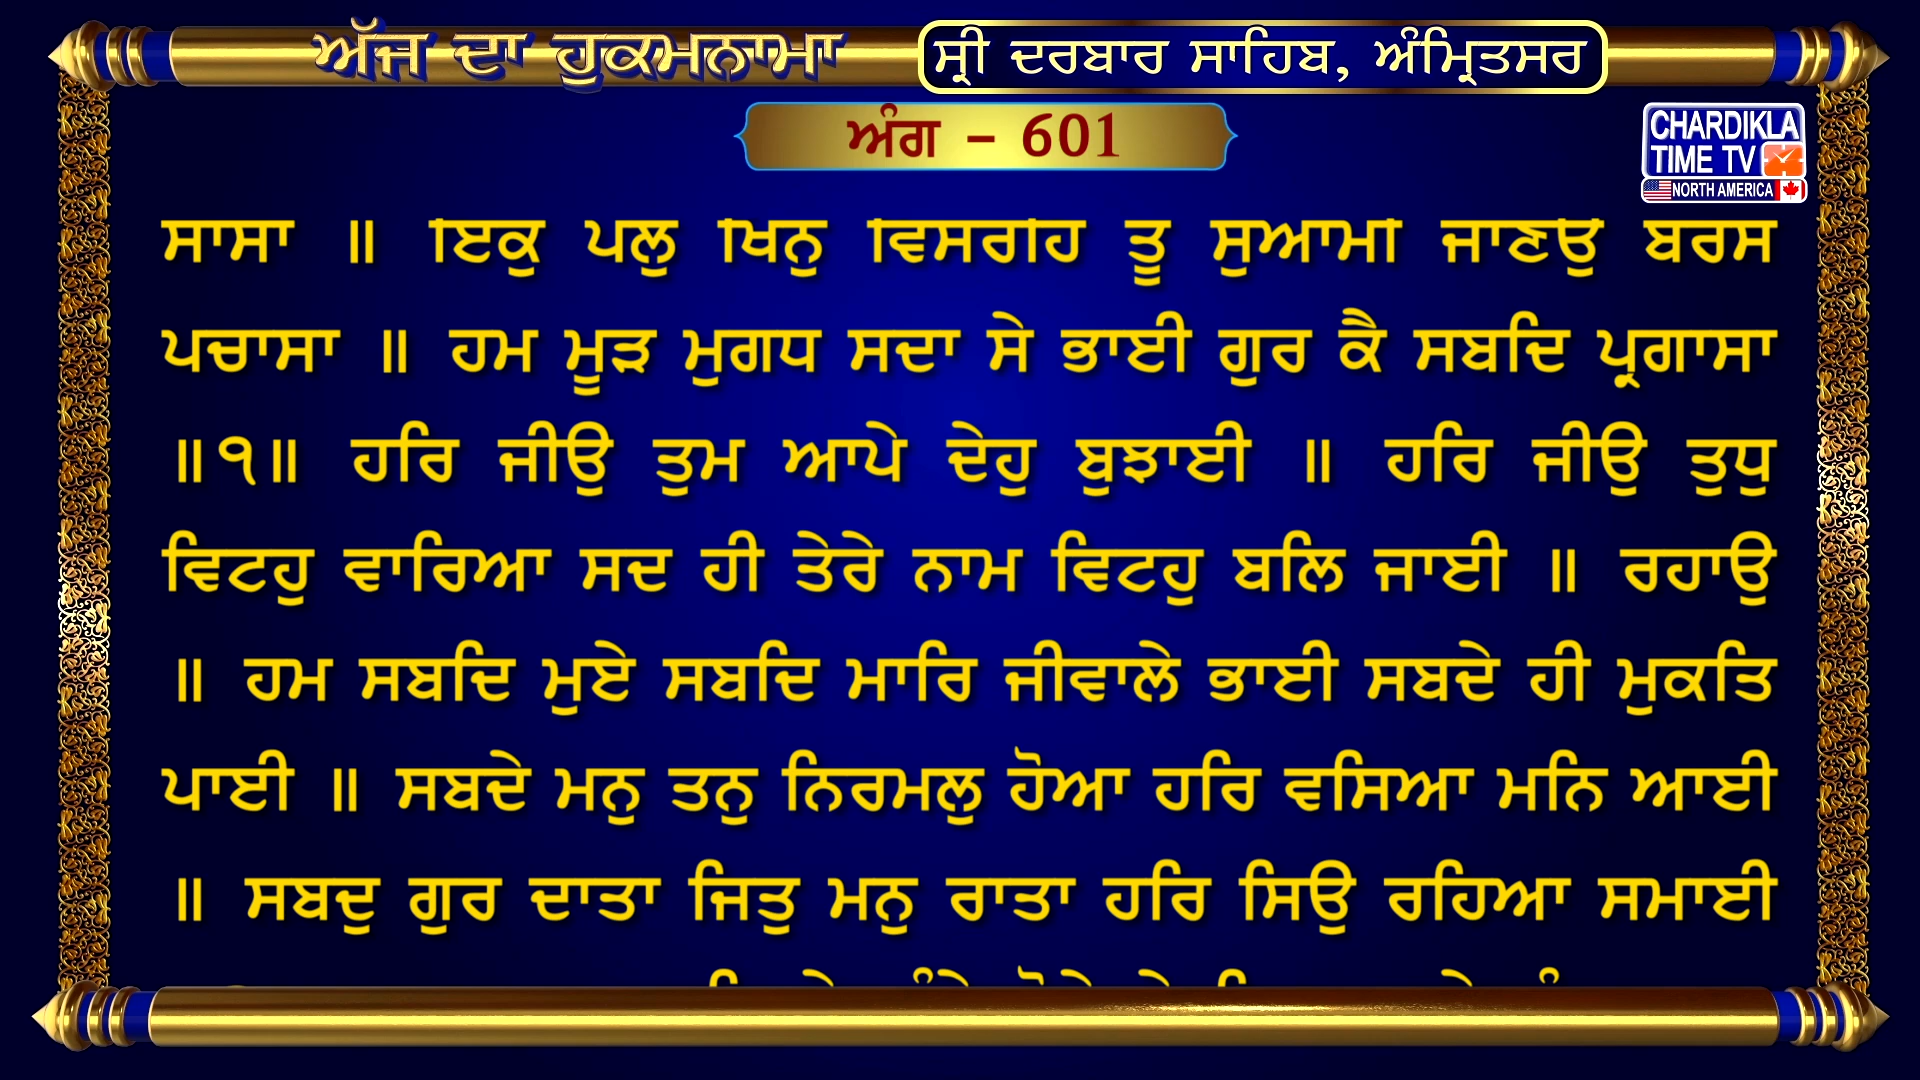 ਅੱਜ ਦਾ ਹੁਕਮਨਾਮਾ ਸ੍ਰੀ ਦਰਬਾਰ ਸਾਹਿਬ, ਅੰਮ੍ਰਿਤਸਰ
ਅੰਗ – 601
CHARDIKLA
TIME TV
NORTH AMERICA
ਸਾਸਾ ॥ ਇਕੁ ਪਲੁ ਖਿਨੁ ਵਿਸਰਹਿ ਤੂ ਸੁਆਮੀ ਜਾਣਉ ਬਰਸ
ਪਚਾਸਾ ॥ ਹਮ ਮੂੜ ਮੁਗਧ ਸਦਾ ਸੇ ਭਾਈ ਗੁਰ ਕੈ ਸਬਦਿ ਪ੍ਰਗਾਸਾ
॥੧॥ ਹਰਿ ਜੀਉ ਤੁਮ ਆਪੇ ਦੇਹੁ ਬੁਝਾਈ ॥ ਹਰਿ ਜੀਉ ਤੁਧੁ
ਵਿਟਹੁ ਵਾਰਿਆ ਸਦ ਹੀ ਤੇਰੇ ਨਾਮ ਵਿਟਹੁ ਬਲਿ ਜਾਈ ॥ ਰਹਾਉ
॥ ਹਮ ਸਬਦਿ ਮੁਏ ਸਬਦਿ ਮਾਰਿ ਜੀਵਾਲੇ ਭਾਈ ਸਬਦੇ ਹੀ ਮੁਕਤਿ
ਪਾਈ ॥ ਸਬਦੇ ਮਨੁ ਤਨੁ ਨਿਰਮਲੁ ਹੋਆ ਹਰਿ ਵਸਿਆ ਮਨਿ ਆਈ
॥ ਸਬਦੁ ਗੁਰ ਦਾਤਾ ਜਿਤੁ ਮਨੁ ਰਾਤਾ ਹਰਿ ਸਿਉ ਰਹਿਆ ਸਮਾਈ